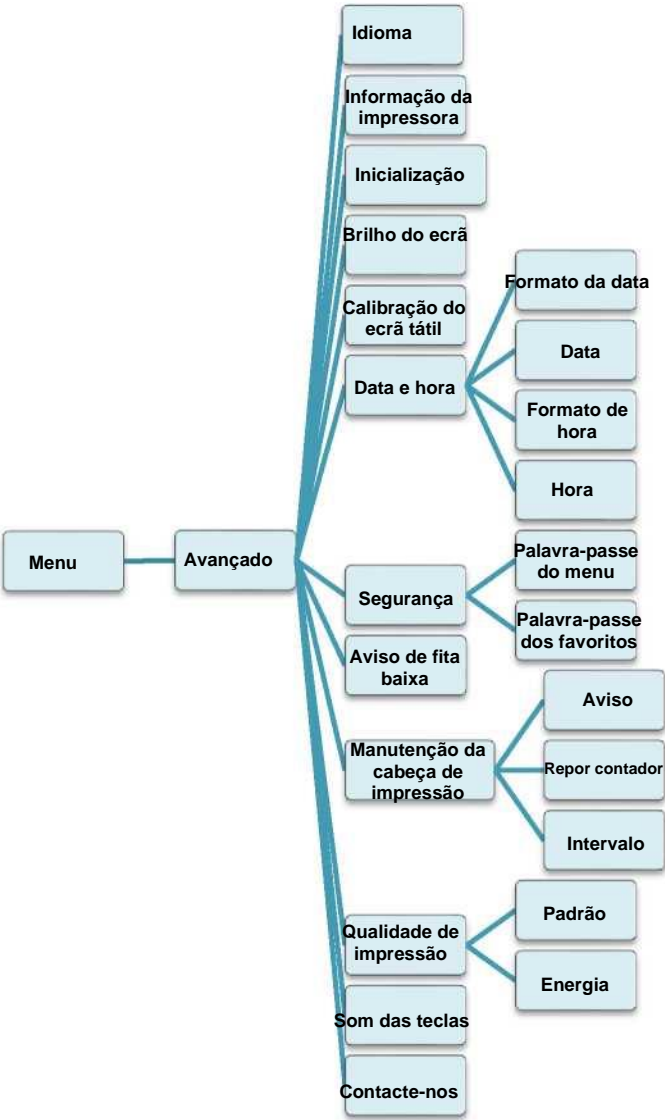 Idioma
Informação da
impressora
Inicialização
Brilho do ecrã
Calibração do
ecrã tátil
Data e hora
Formato da data
Data
Formato de
hora
Hora
Menu
Avançado
Segurança
Palavra-passe
do menu
Palavra-passe
dos favoritos
Aviso de fita
baixa
Manutenção da
cabeça de
impressão
Aviso
Repor contador
Intervalo
Qualidade de
impressão
Padrão
Energia
Som das teclas
Contacte-nos